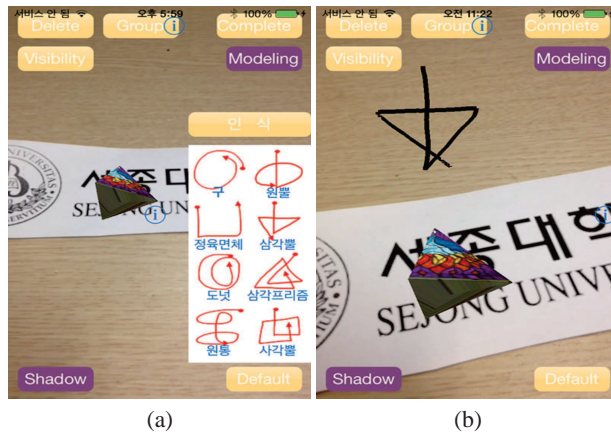 서비스 안 됨 오후 5:59 100%
Delete Group i Complete
Visibility Modeling
인 식
구 원뿔
정육면체 삼각뿔
도넛 삼각프리즘
원통 사각뿔
UNIVERSITAS
서종대
SEJONG UN
i
Shadow Default
(a)
서비스 안 됨 오전 11:22 100%
Delete Group i Complete
Visibility Modeling
서종대학
SEJONG UNIV
Shadow Default
(b)